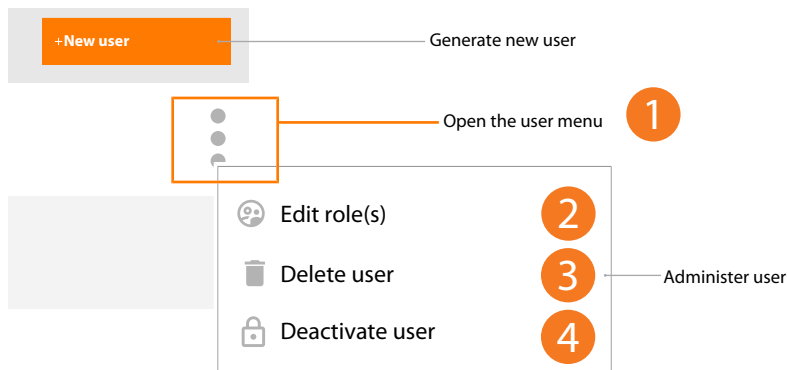 +New user
Generate new user
Open the user menu
1
Edit role(s)
2
Delete user
3
Administer user
Deactivate user
4